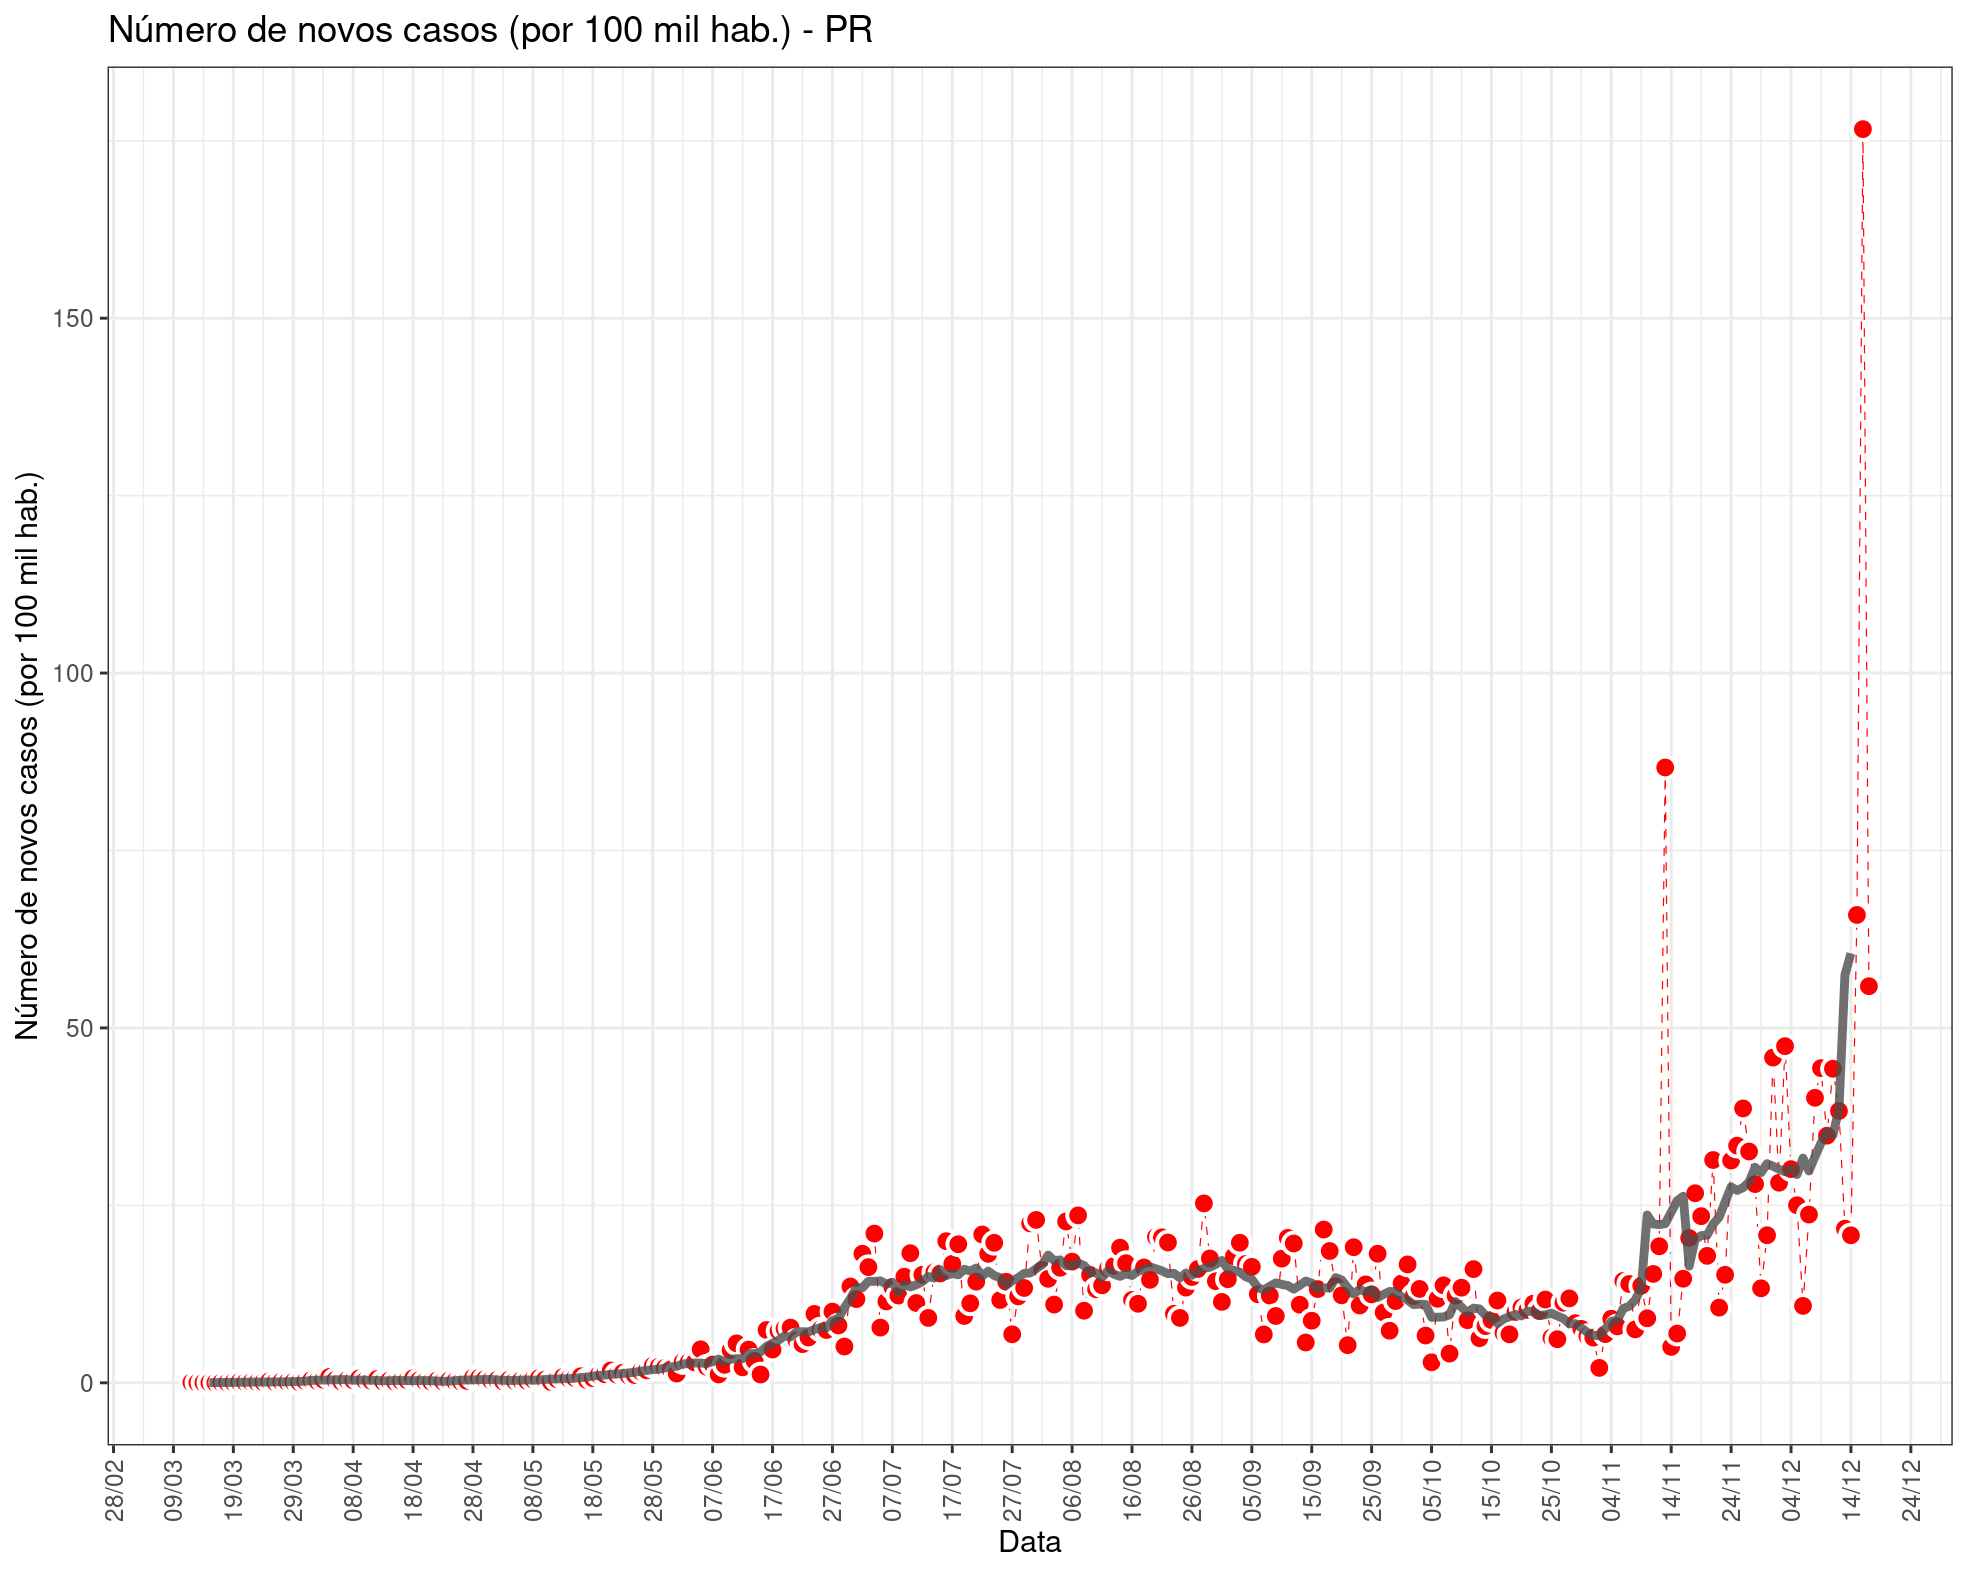 Número de novos casos (por 100 mil hab.) - PR
Número de novos casos (por 100 mil hab.)
150
100
50
0
28/02 09/03 19/03 29/03 08/04 18/04 28/04 08/05 18/05 28/05 07/06 17/06 27/06 07/07 17/07 27/07 06/08 16/08 26/08 05/09 15/09 25/09 05/10 15/10 25/10 04/11 14/11 24/11 04/12 14/12 24/12
Data